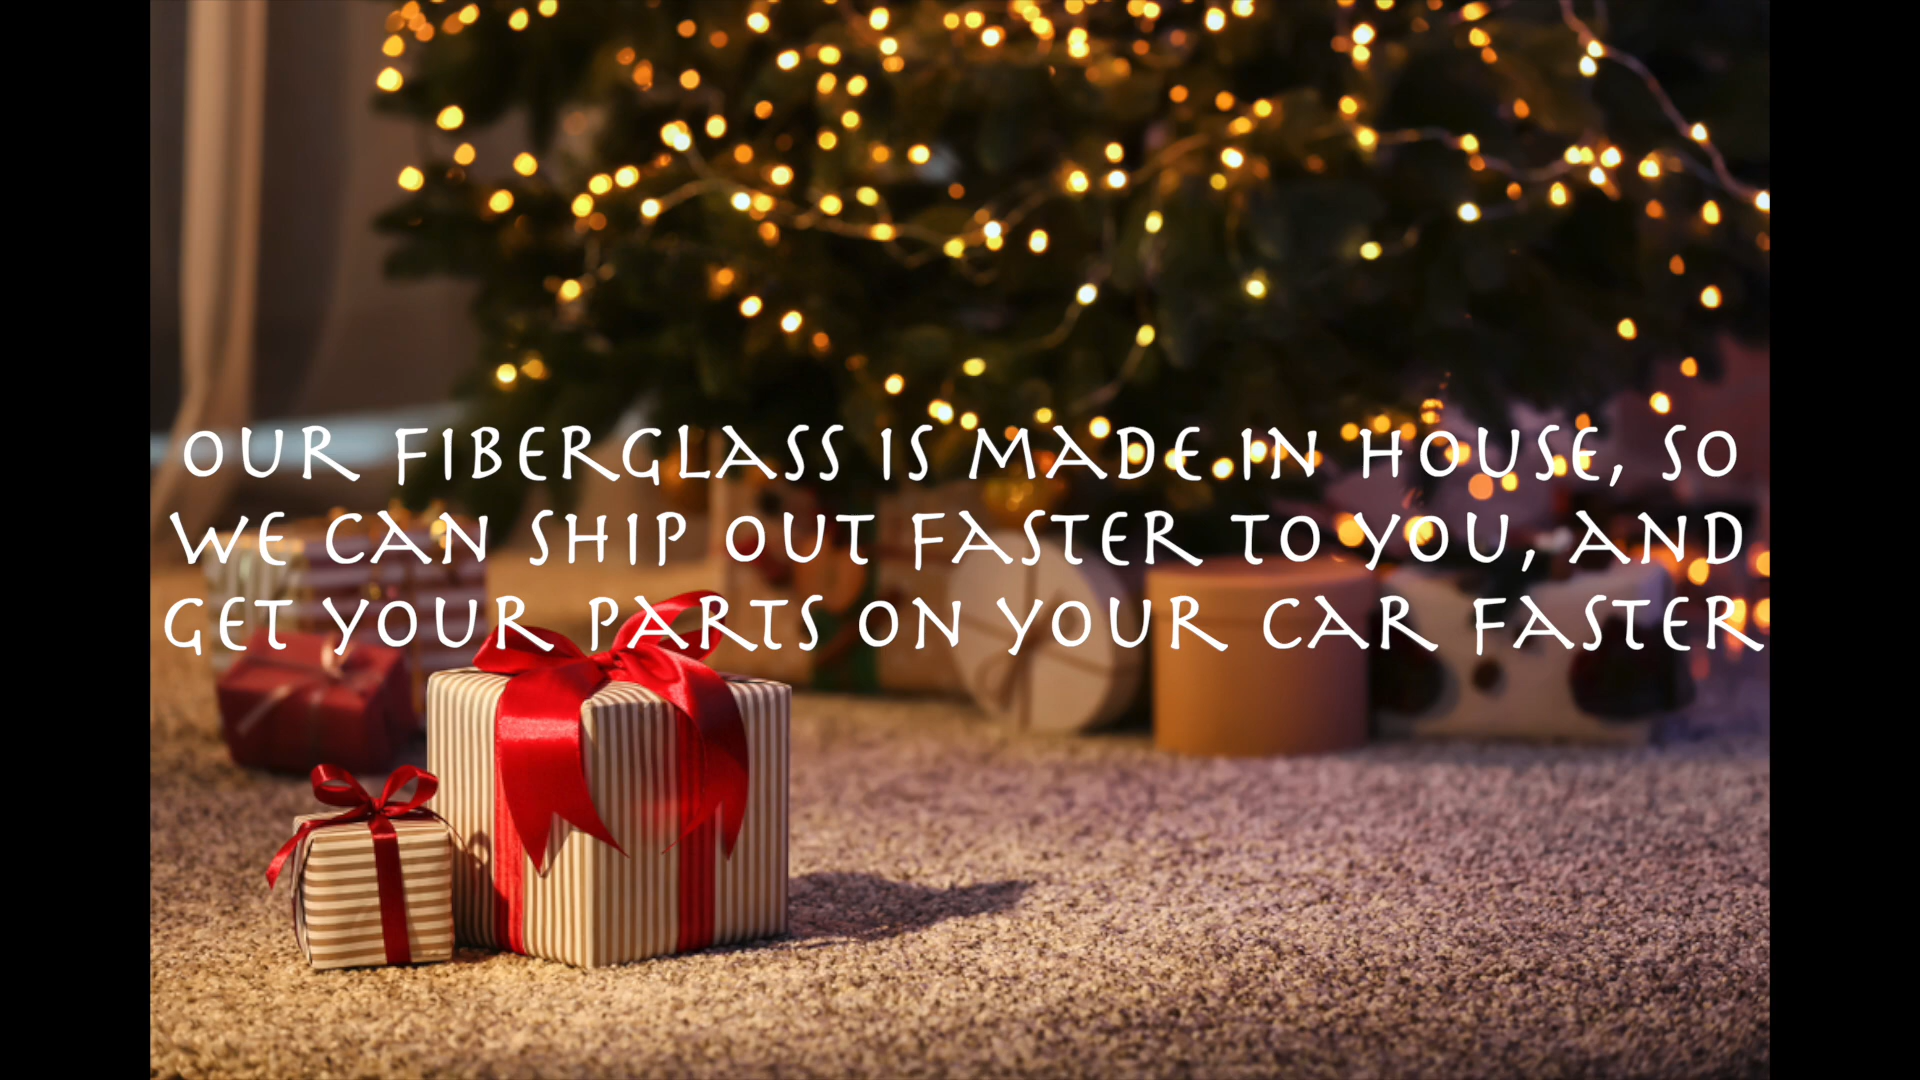 OUR FIBERGLASS IS MADE IN HOUSE, SO
WE CAN SHIP OUT FASTER TO YOU, AND
GET YOUR PARTS ON YOUR CAR FASTER